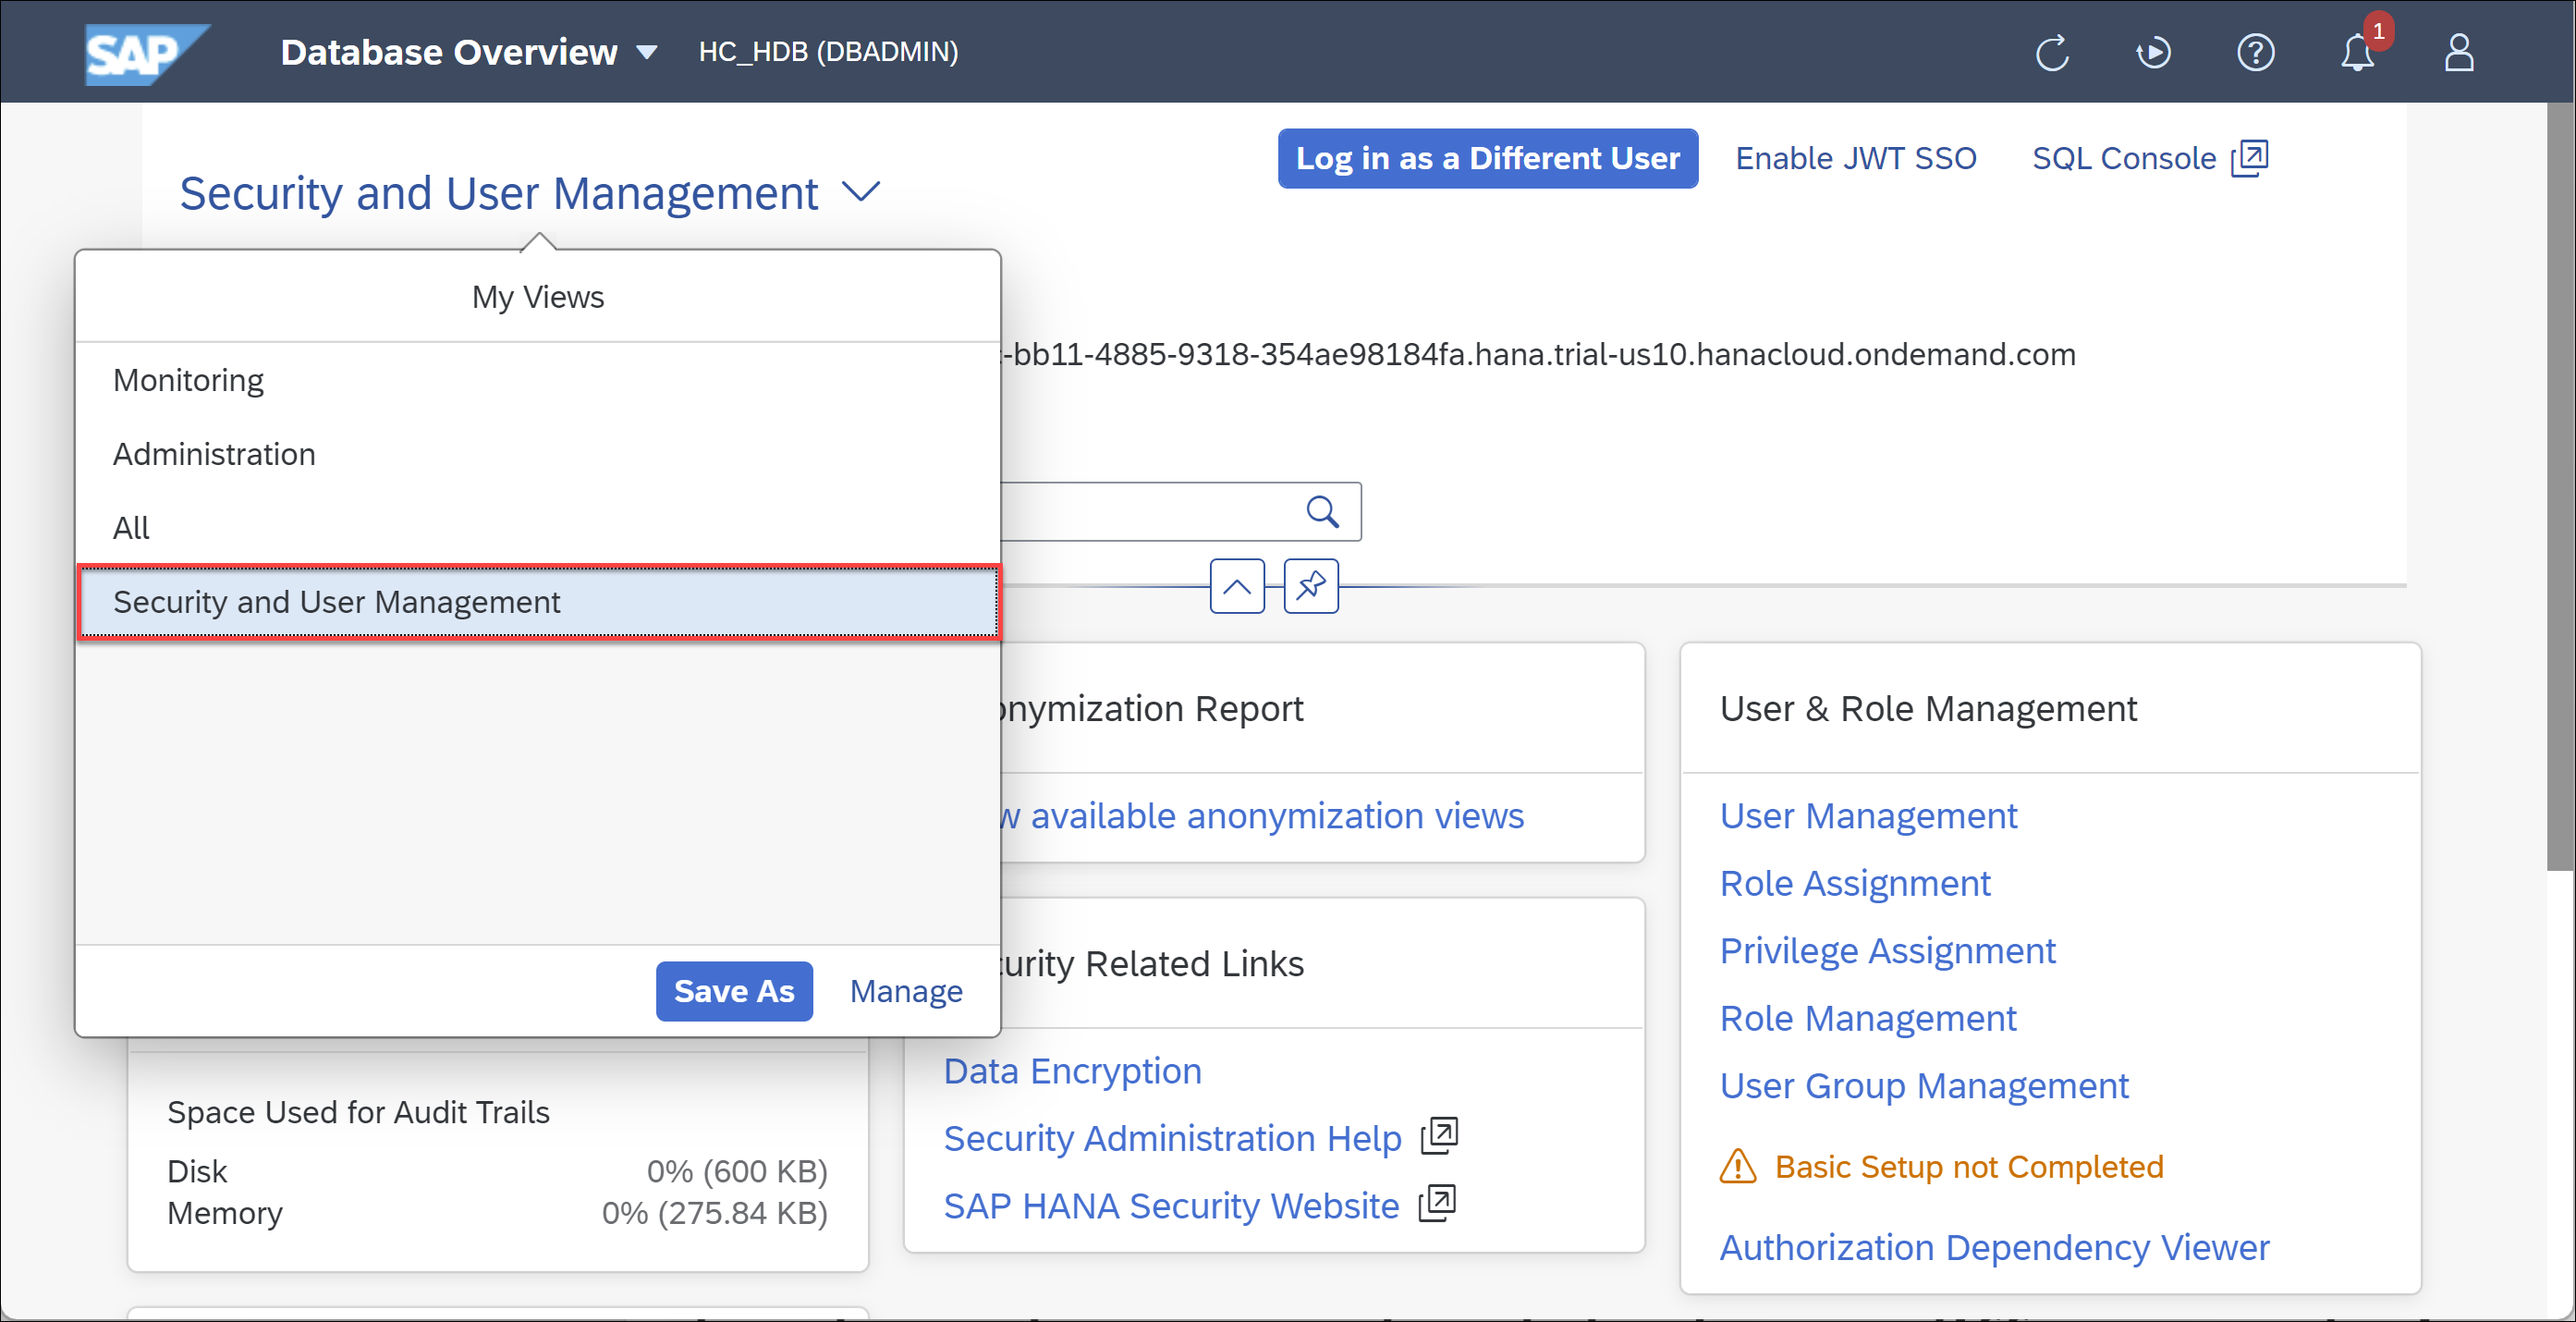 SAP
Database Overview
HC_HDB (DBADMIN)
1
Security and User Management
Log in as a Different User
Enable JWT SSO
SQL Console
My Views
Monitoring
Administration
All
Security and User Management
Save As
Manage
-bb11-4885-9318-354ae98184fa.hana.trial-us10.hanacloud.ondemand.com
Space Used for Audit Trails
Disk 0% (600 KB)
Memory 0% (275.84 KB)
onymization Report
w available anonymization views
curity Related Links
Data Encryption
Security Administration Help
SAP HANA Security Website
User & Role Management
User Management
Role Assignment
Privilege Assignment
Role Management
User Group Management
Basic Setup not Completed
Authorization Dependency Viewer